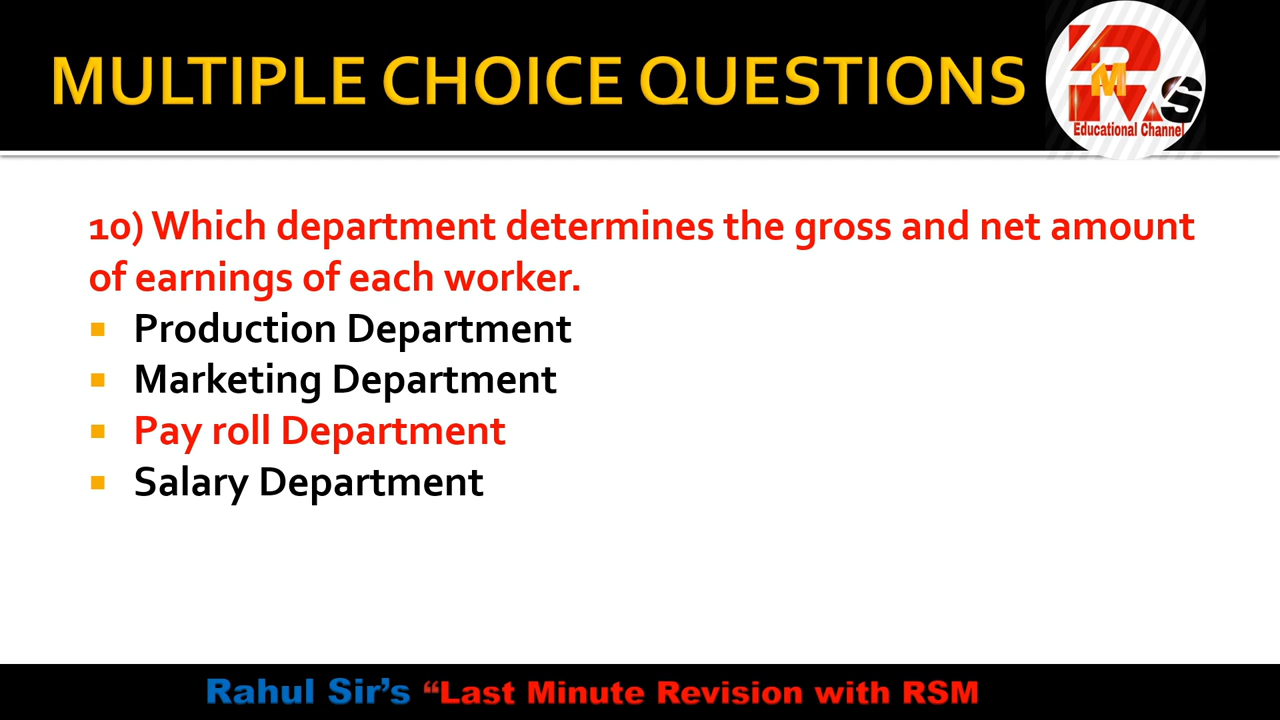 MULTIPLE CHOICE QUESTIONS
RMS
Educational Channel
10) Which department determines the gross and net amount
of earnings of each worker.
Production Department
Marketing Department
Pay roll Department
Salary Department
Rahul Sir's “Last Minute Revision with RSM